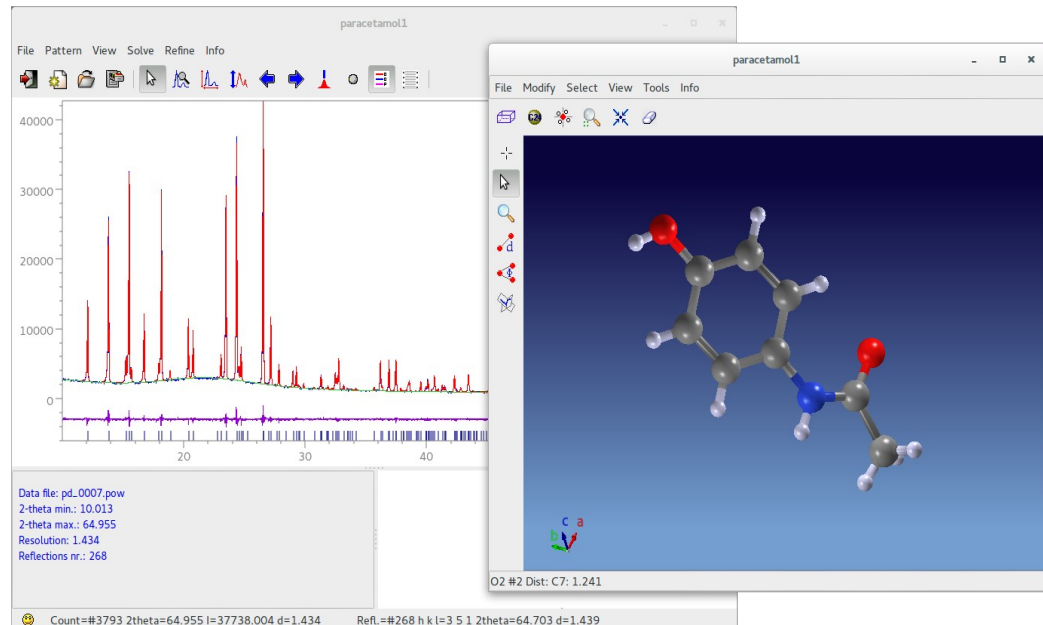 paracetamol1
File Pattern View Solve Refine Info
40000
30000
20000
10000
0
20
30
40
Data file: pd_0007.pow
2-theta min.: 10.013
2-theta max.: 64.955
Resolution: 1.434
Reflections nr.: 268
Count=#3793 2theta=64.955 I=37738.004 d=1.434 Refl.=#268 h k l=3 5 1 2theta=64.703 d=1.439
paracetamol1
File Modify Select View Tools Info
d
c a
b
O2 #2 Dist: C7: 1.241